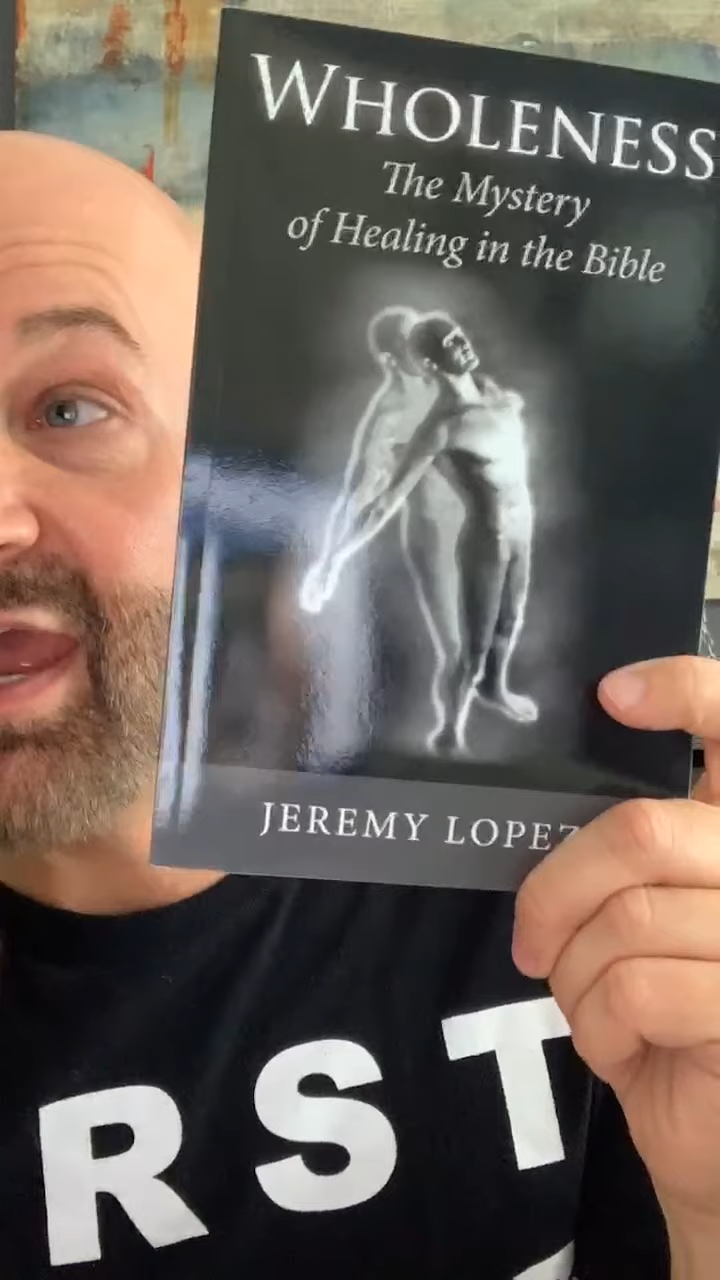 WHOLENESS
The Mystery
of Healing in the Bible
JEREMY LOPEZ
RST